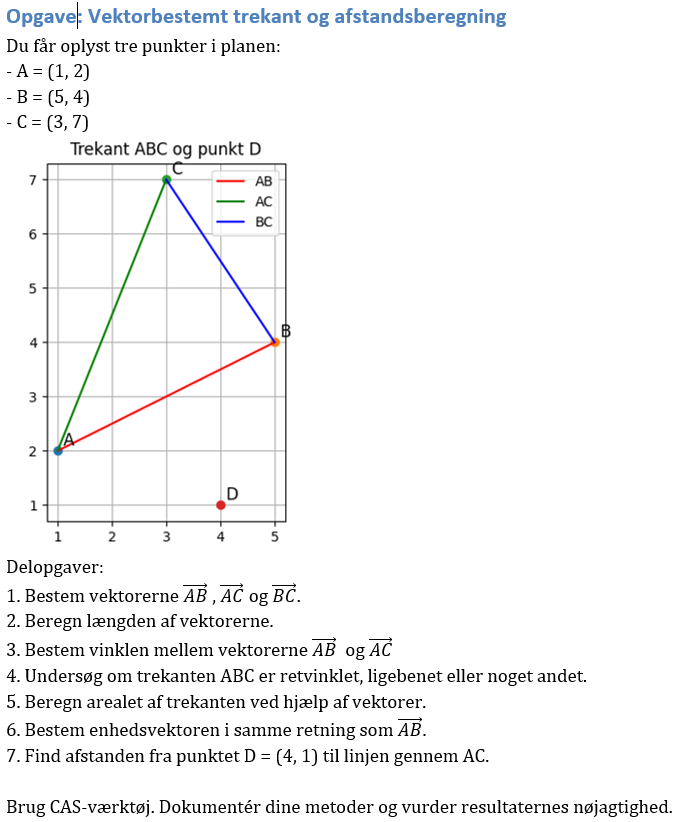 Opgave: Vektorbestemt trekant og afstandsberegning
Du får oplyst tre punkter i planen:
- A = (1, 2)
- B = (5, 4)
- C = (3, 7)
Trekant ABC og punkt D
C
AB
AC
BC
7
6
5
4
3
2
1
B
A
D
1 2 3 4 5
Delopgaver:
1. Bestem vektorerne \(\overrightarrow{AB}\) , \(\overrightarrow{AC}\) og \(\overrightarrow{BC}\).
2. Beregn længden af vektorerne.
3. Bestem vinklen mellem vektorerne \(\overrightarrow{AB}\) og \(\overrightarrow{AC}\)
4. Undersøg om trekanten ABC er retvinklet, ligebenet eller noget andet.
5. Beregn arealet af trekanten ved hjælp af vektorer.
6. Bestem enhedsvektoren i samme retning som \(\overrightarrow{AB}\).
7. Find afstanden fra punktet D = (4, 1) til linjen gennem AC.
Brug CAS-værktøj. Dokumentér dine metoder og vurder resultaternes nøjagtighed.